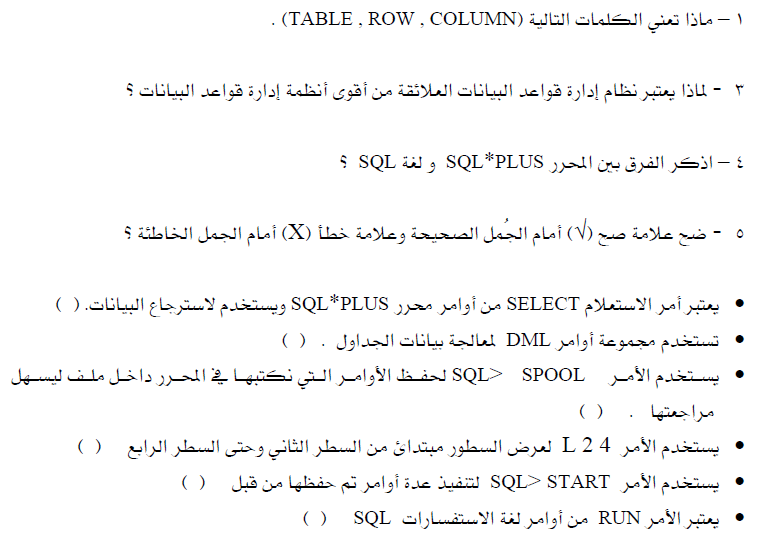 ١ – ماذا تعني الكلمات التالية (TABLE , ROW , COLUMN) .
٣ - لماذا يعتبر نظام إدارة قواعد البيانات العلائقة من أقوى أنظمة إدارة قواعد البيانات ؟
٤ – اذكر الفرق بين المحرر SQL*PLUS و لغة SQL ؟
٥ - ضح علامة صح (√) أمام الجُمل الصحيحة وعلامة خطأ (X) أمام الجمل الخاطئة ؟
• يعتبر أمر الاستعلام SELECT من أوامر محرر SQL*PLUS ويستخدم لاسترجاع البيانات. ( )
• تستخدم مجموعة أوامر DML لمعالجة بيانات الجداول . ( )
• يستخدم الأمر SQL> SPOOL لحفظ الأوامر التي نكتبها في المحرر داخل ملف ليسهل
مراجعتها . ( )
• يستخدم الأمر L 2 4 لعرض السطور مبتدائ من السطر الثاني وحتى السطر الرابع ( )
• يستخدم الأمر SQL> START لتنفيذ عدة أوامر تم حفظها من قبل ( )
• يعتبر الأمر RUN من أوامر لغة الاستفسارات SQL ( )